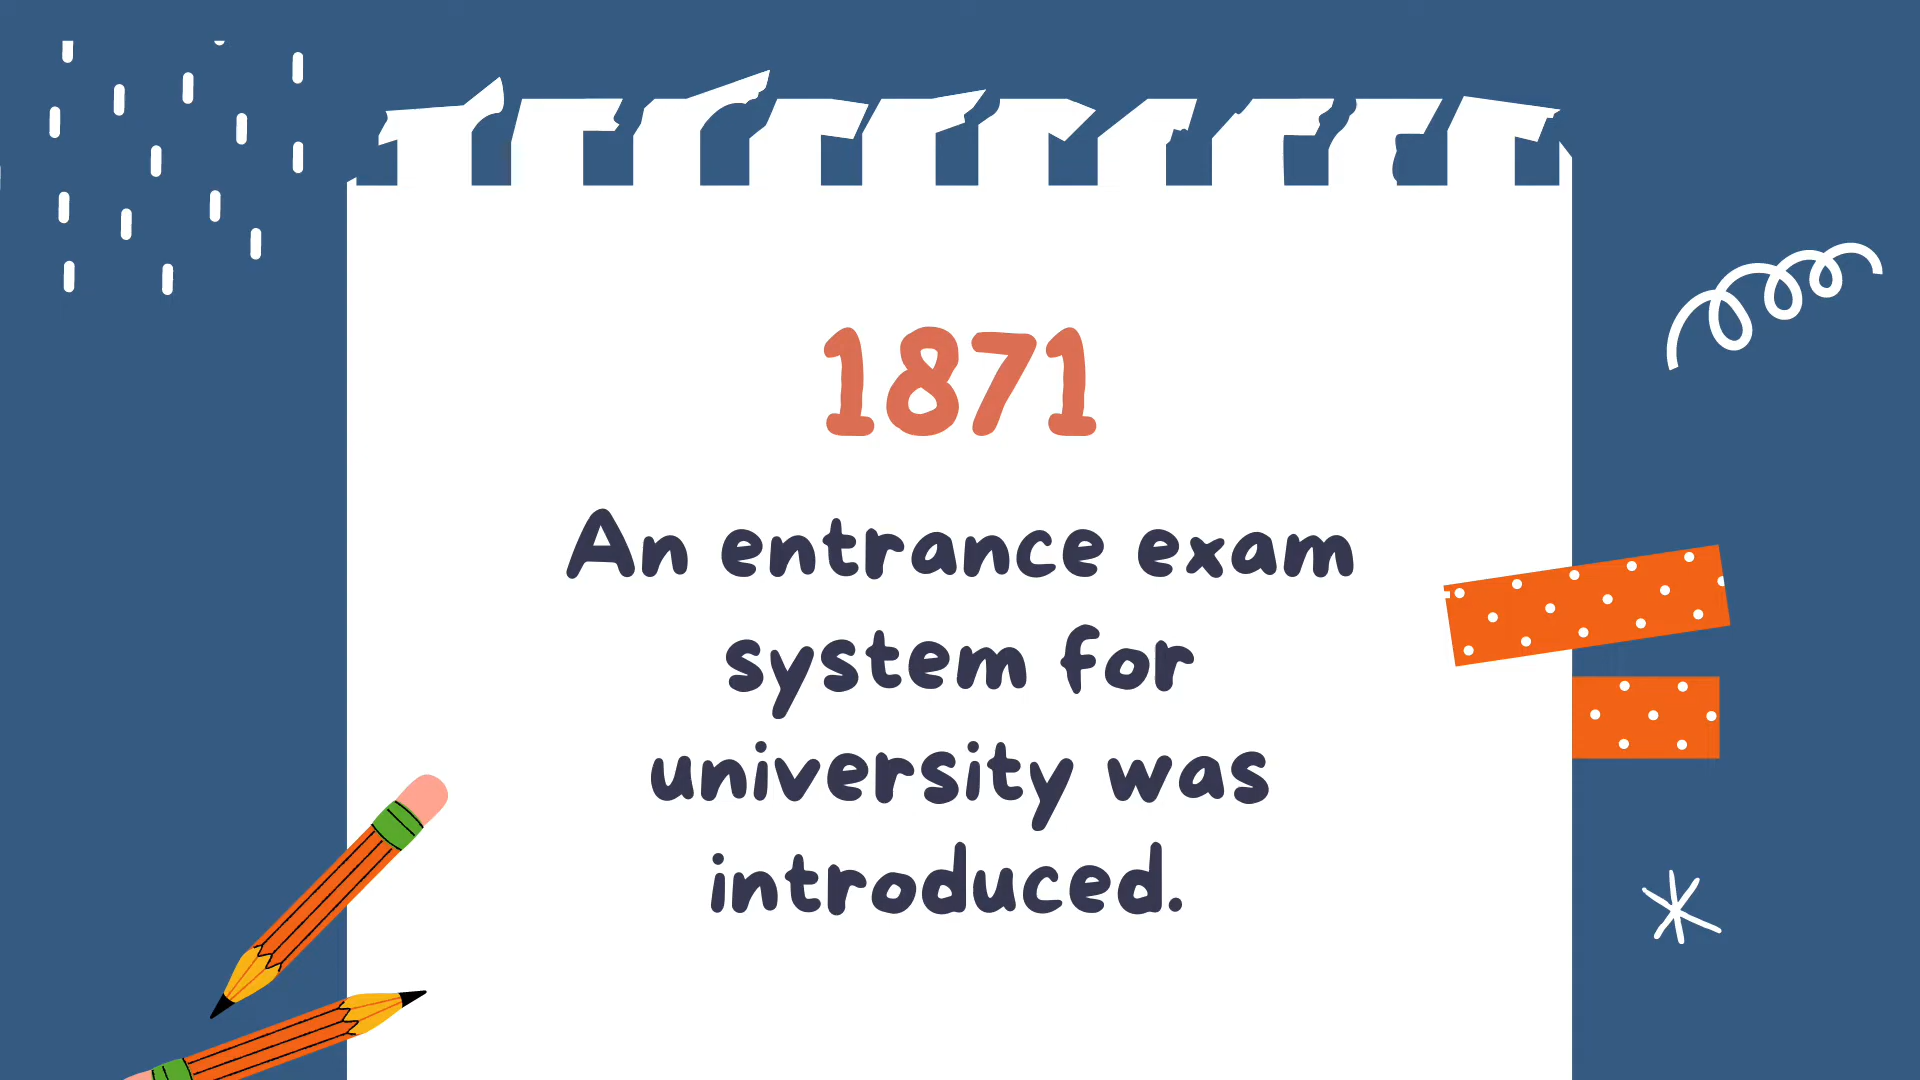 1871
An entrance exam
system for
university was
introduced.